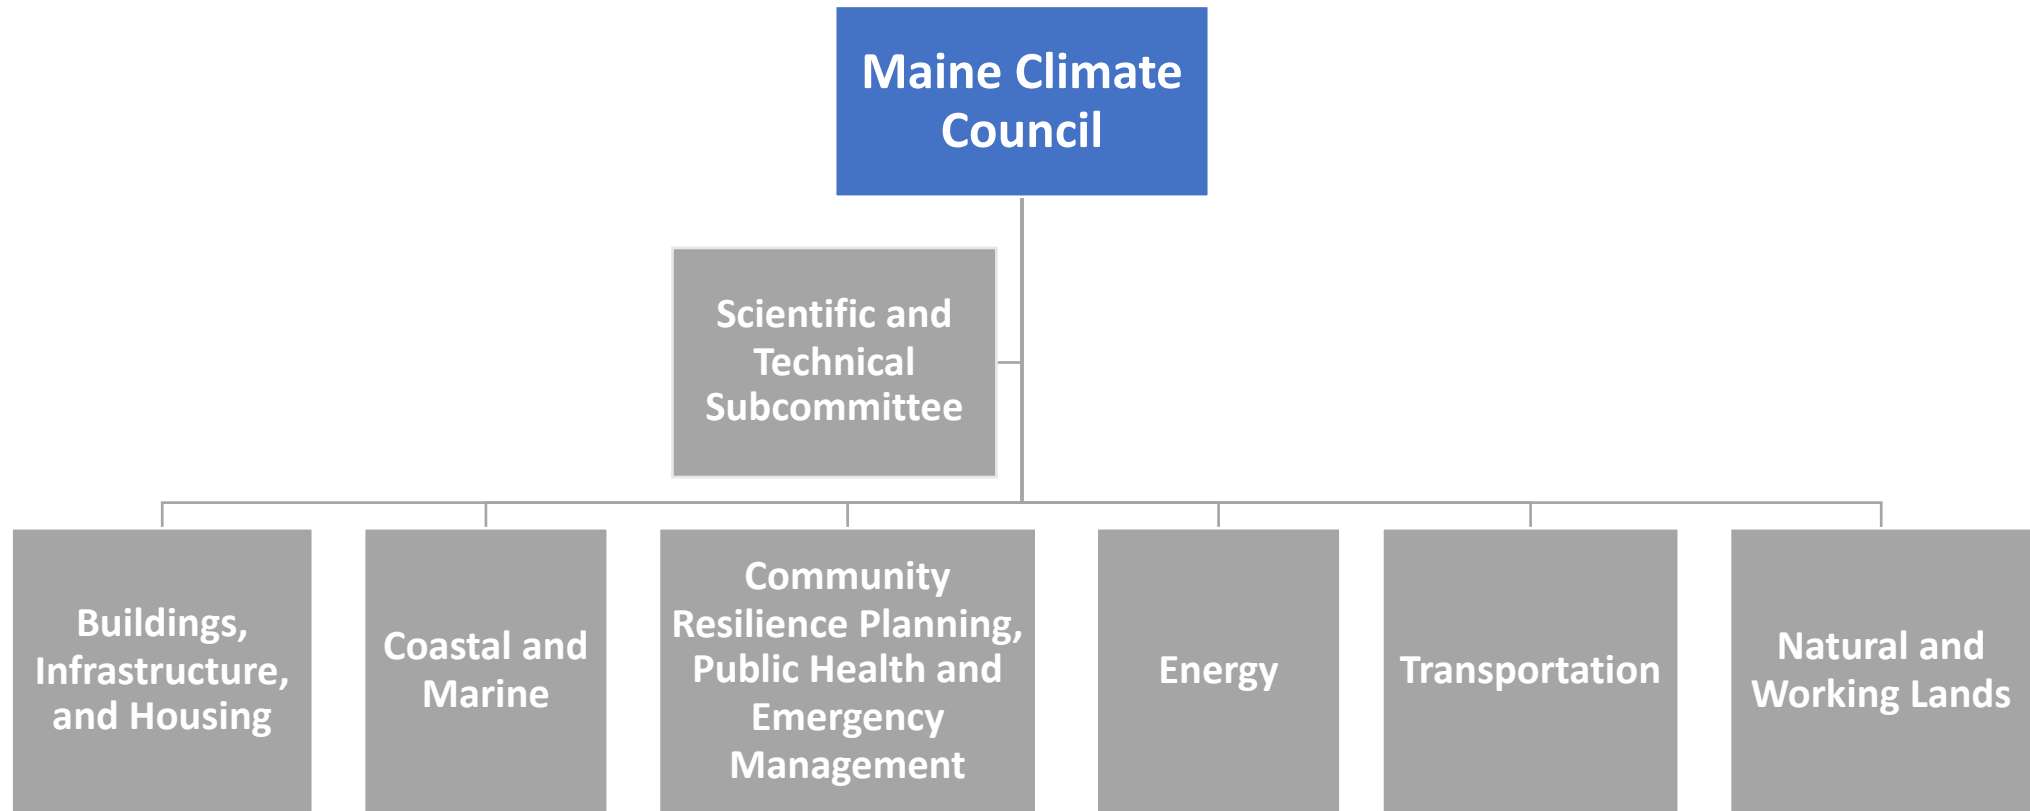 Maine Climate
Council
Scientific and
Technical
Subcommittee
Buildings,
Infrastructure,
and Housing
Coastal and
Marine
Community
Resilience Planning,
Public Health and
Emergency
Management
Energy
Transportation
Natural and
Working Lands